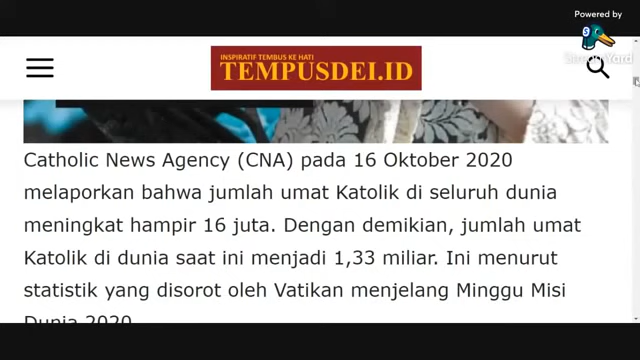 Powered by
StreamYard
INSPIRATIF TEMBUS KE HATI
TEMPUSDEI.ID
Catholic News Agency (CNA) pada 16 Oktober 2020
melaporkan bahwa jumlah umat Katolik di seluruh dunia
meningkat hampir 16 juta. Dengan demikian, jumlah umat
Katolik di dunia saat ini menjadi 1,33 miliar. Ini menurut
statistik yang disorot oleh Vatikan menjelang Minggu Misi
Dunia 2020